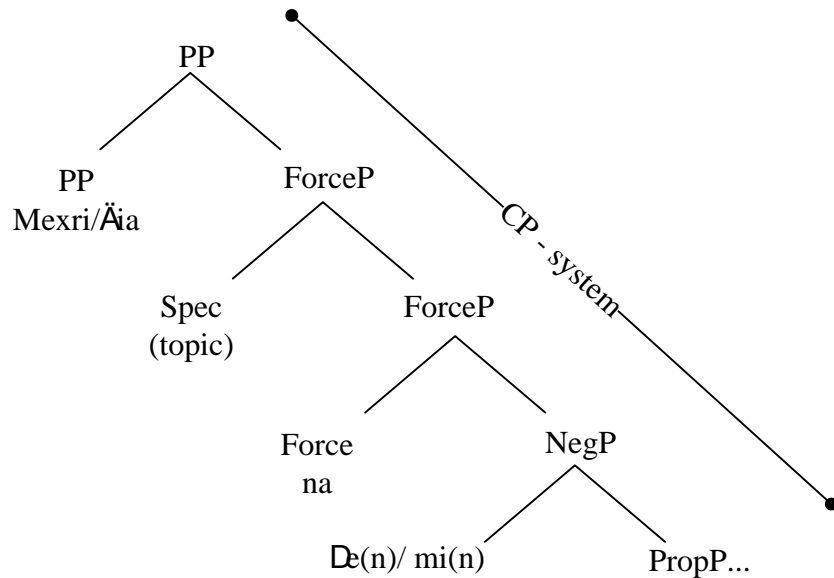 PP
PP
ForceP
Mexri/Äia
CP - system
Spec
ForceP
(topic)
Force
NegP
na
De(n)/ mi(n)
PropP...